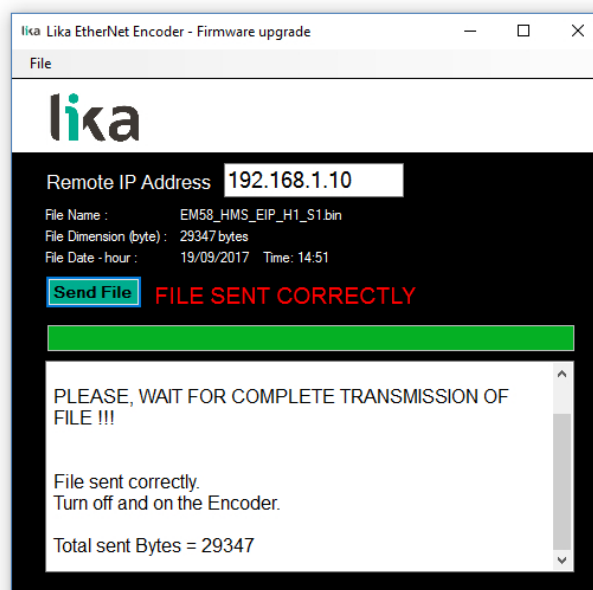 lika Lika EtherNet Encoder - Firmware upgrade
File
lika
Remote IP Address 192.168.1.10
File Name : EM58_HMS_EIP_H1_S1.bin
File Dimension (byte) : 29347 bytes
File Date - hour : 19/09/2017 Time: 14:51
Send File FILE SENT CORRECTLY
PLEASE, WAIT FOR COMPLETE TRANSMISSION OF
FILE !!!
File sent correctly.
Turn off and on the Encoder.
Total sent Bytes = 29347